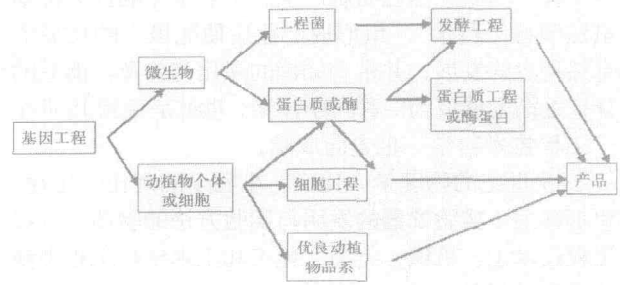 工程菌
发酵工程
微生物
蛋白质或酶
蛋白质工程
或酶蛋白
基因工程
动植物个体
或细胞
细胞工程
产品
优良动植
物品系